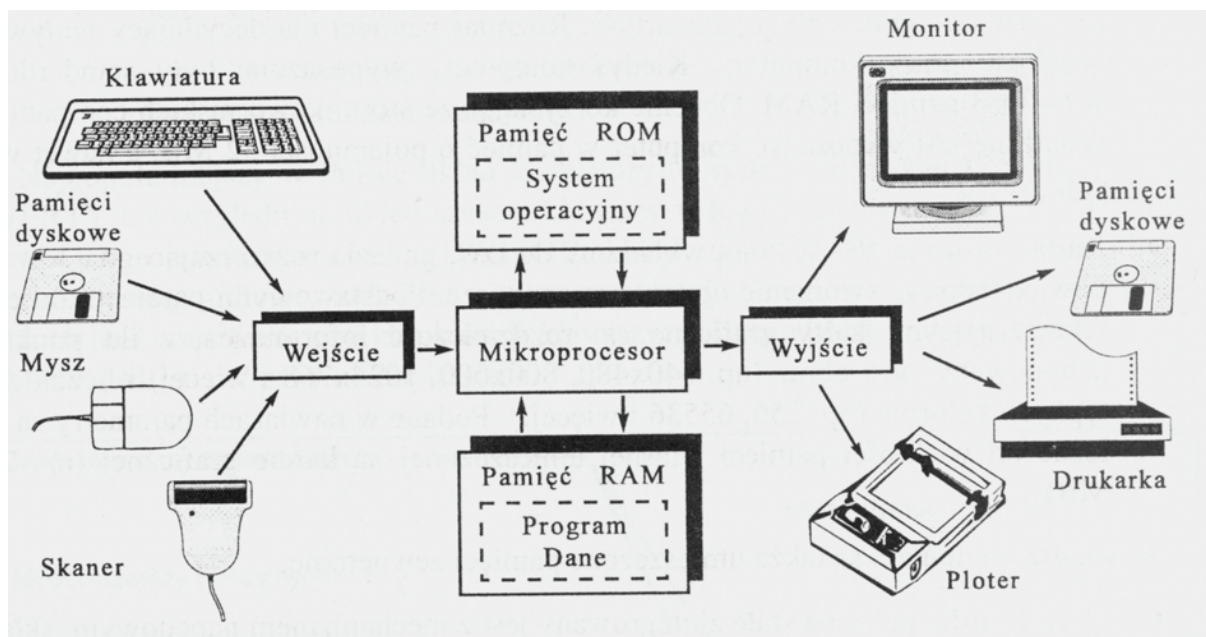 Monitor
Klawiatura
Pamięć ROM
System
operacyjny
Pamięci
dyskowe
Pamięci
dyskowe
Wejście
Mikroprocesor
Wyjście
Mysz
Pamięć RAM
Program
Dane
Drukarka
Skaner
Ploter